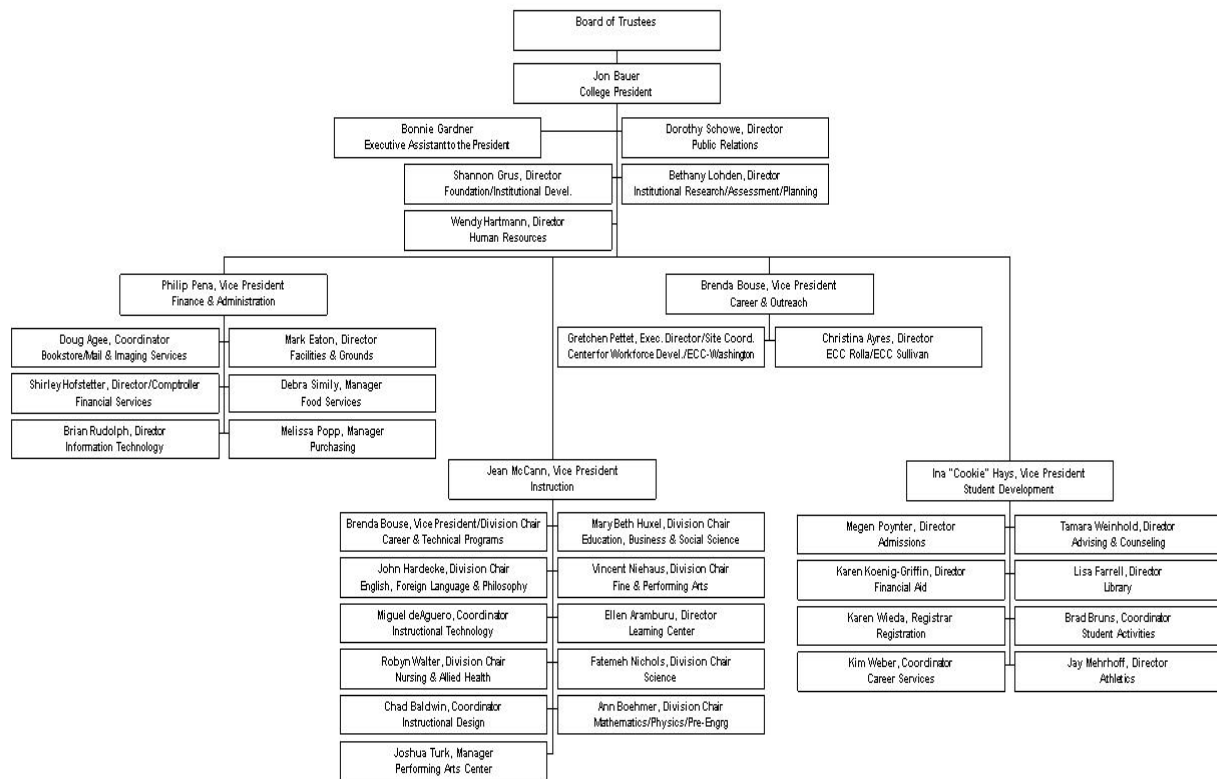 Board of Trustees
Jon Bauer
College President
Bonnie Gardner
Executive Assistant to the President
Dorothy Schowe, Director
Public Relations
Shannon Grus, Director
Foundation/Institutional Devel.
Bethany Lohden, Director
Institutional Research/Assessment/Planning
Wendy Hartmann, Director
Human Resources
Philip Pena, Vice President
Finance & Administration
Brenda Bouse, Vice President
Career & Outreach
Doug Agee, Coordinator
Bookstore/Mail & Imaging Services
Mark Eaton, Director
Facilities & Grounds
Gretchen Pettet, Exec. Director/Site Coord.
Center for Workforce Devel./ECC-Washington
Christina Ayres, Director
ECC Rolla/ECC Sullivan
Shirley Hofstetter, Director/Comptroller
Financial Services
Debra Simily, Manager
Food Services
Brian Rudolph, Director
Information Technology
Melissa Popp, Manager
Purchasing
Jean McCann, Vice President
Instruction
Ina "Cookie" Hays, Vice President
Student Development
Brenda Bouse, Vice President/Division Chair
Career & Technical Programs
Mary Beth Huxel, Division Chair
Education, Business & Social Science
John Hardecke, Division Chair
English, Foreign Language & Philosophy
Vincent Niehaus, Division Chair
Fine & Performing Arts
Miguel deAguero, Coordinator
Instructional Technology
Ellen Aramburu, Director
Learning Center
Robyn Walter, Division Chair
Nursing & Allied Health
Fatemeh Nichols, Division Chair
Science
Chad Baldwin, Coordinator
Instructional Design
Ann Boehmer, Division Chair
Mathematics/Physics/Pre-Engrg
Joshua Turk, Manager
Performing Arts Center
Megen Poynter, Director
Admissions
Tamara Weinhold, Director
Advising & Counseling
Karen Koenig-Griffin, Director
Financial Aid
Lisa Farrell, Director
Library
Karen Wieda, Registrar
Registration
Brad Bruns, Coordinator
Student Activities
Kim Weber, Coordinator
Career Services
Jay Mehrhoff, Director
Athletics